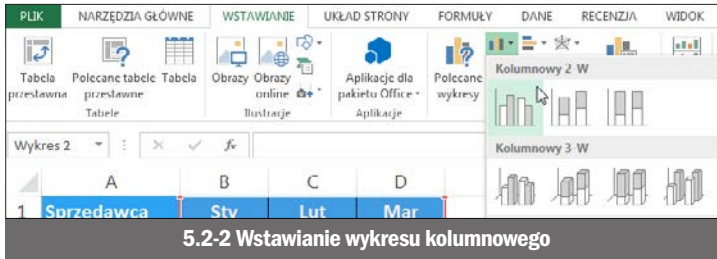 PLIK NARZĘDZIA GŁÓWNE WSTAWIANIE UKŁAD STRONY FORMUŁY DANE RECENZJA WIDOK
Tabela przestawna
Polecane tabele przestawne
Tabela
Obrazy
Obrazy online
Aplikacje dla pakietu Office
Polecane wykresy
Tabele Ilustracje Aplikacje
Kolumnowy 2-W
Kolumnowy 3-W
Wykres 2 fx
A B C D
1 Sprzedawca Sty Lut Mar
5.2-2 Wstawianie wykresu kolumnowego